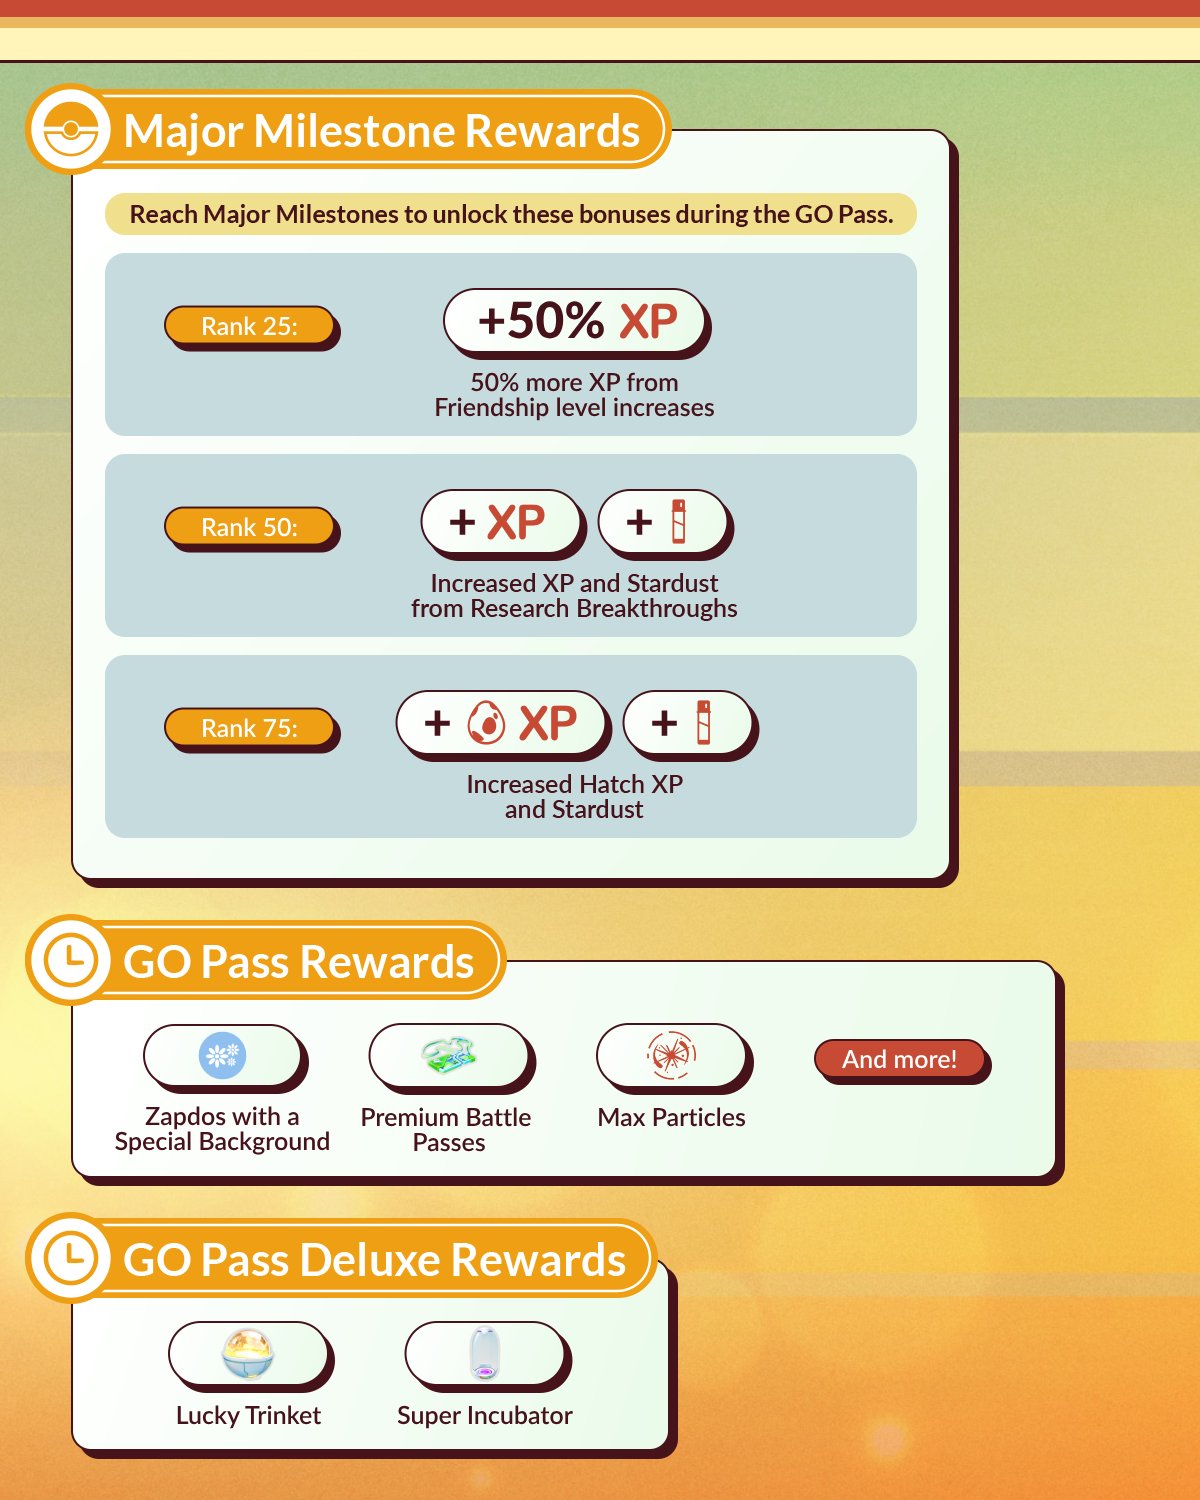 Major Milestone Rewards
Reach Major Milestones to unlock these bonuses during the GO Pass.
Rank 25:
+50% XP
50% more XP from
Friendship level increases
Rank 50:
+ XP +
Increased XP and Stardust
from Research Breakthroughs
Rank 75:
+ XP +
Increased Hatch XP
and Stardust
GO Pass Rewards
Zapdos with a
Special Background
Premium Battle
Passes
Max Particles
And more!
GO Pass Deluxe Rewards
Lucky Trinket
Super Incubator